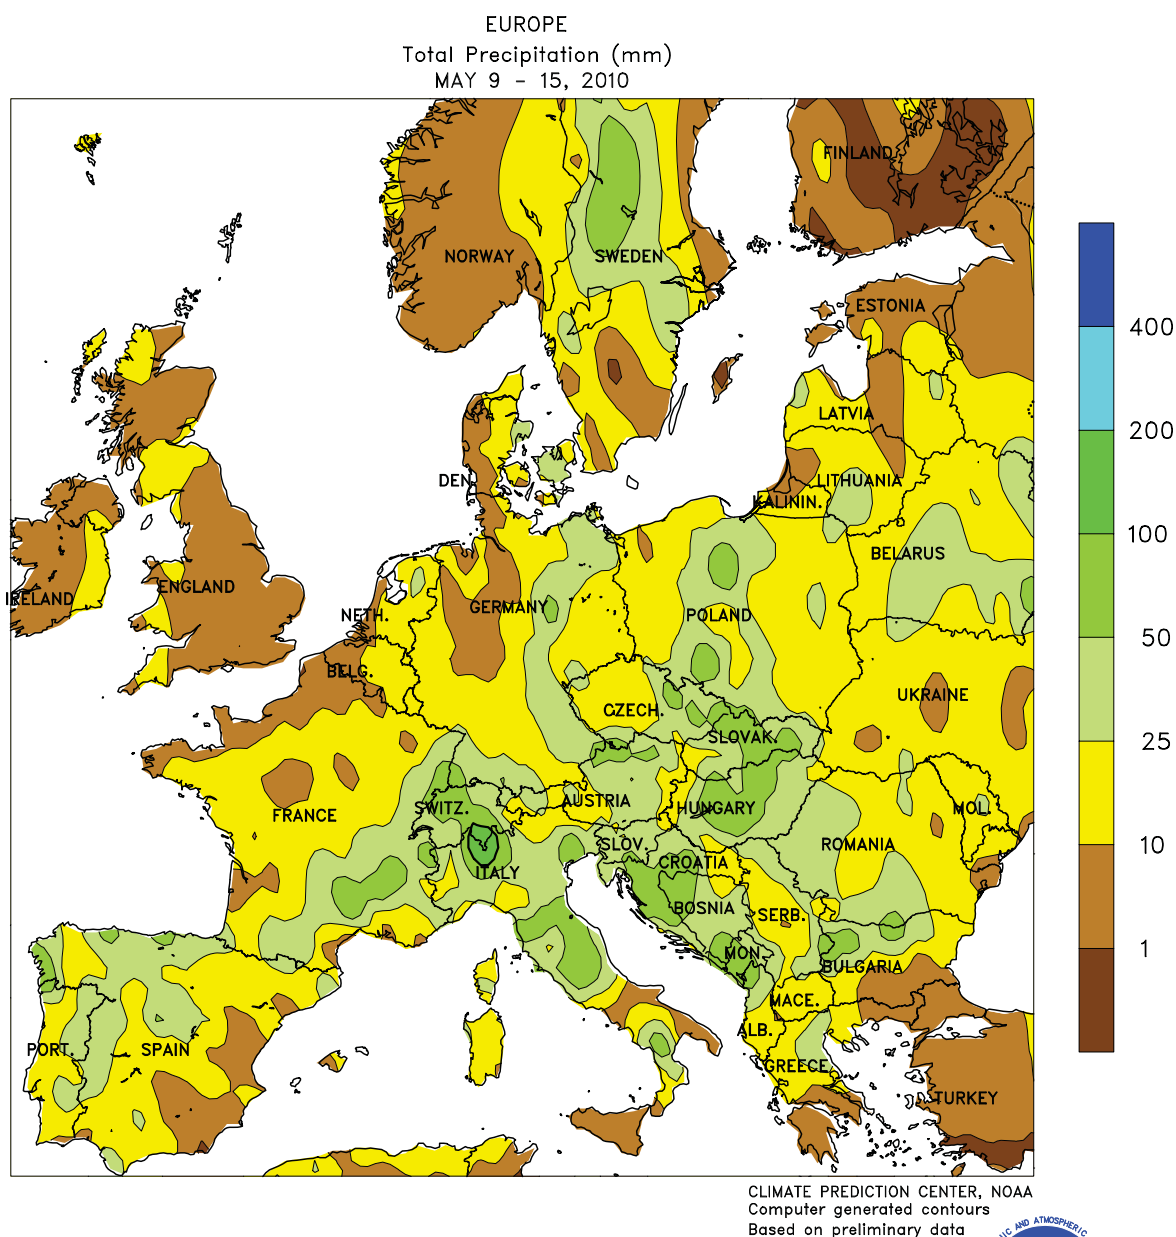 EUROPE
Total Precipitation (mm)
MAY 9 - 15, 2010
FINLAND
NORWAY
SWEDEN
ESTONIA
400
LATVIA
200
DEN.
LITHUANIA
KALININ.
100
BELARUS
IRELAND
ENGLAND
NETH.
GERMANY
POLAND
50
BELG.
UKRAINE
CZECH.
SLOVAK.
25
FRANCE
SWITZ.
AUSTRIA
HUNGARY
MOL.
ITALY
SLOV.
CROATIA
ROMANIA
10
BOSNIA
SERB.
MON.
BULGARIA
1
MACE.
ALB.
PORT.
SPAIN
GREECE
TURKEY
CLIMATE PREDICTION CENTER, NOAA
Computer generated contours
Based on preliminary data
AND ATMOSPHERIC